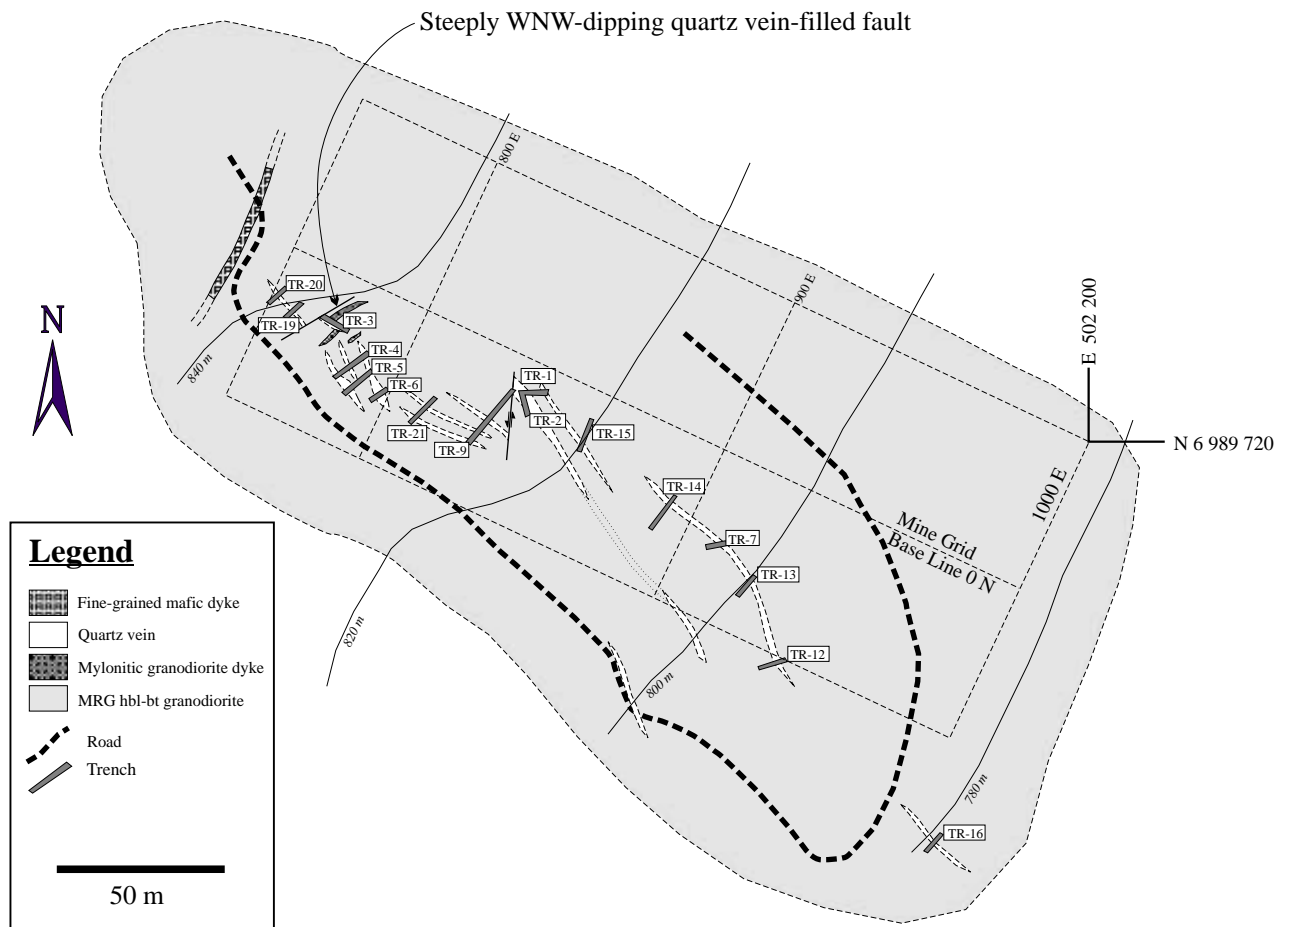 Steeply WNW-dipping quartz vein-filled fault
800 E
900 E
E 502 200
N 6 989 720
1000 E
Mine Grid
Base Line 0 N
N
TR-20
TR-19
TR-3
TR-4
TR-5
TR-6
TR-21
TR-9
TR-1
TR-2
TR-15
TR-14
TR-7
TR-13
TR-12
TR-16
840 m
820 m
800 m
780 m
Legend
Fine-grained mafic dyke
Quartz vein
Mylonitic granodiorite dyke
MRG hbl-bt granodiorite
Road
Trench
50 m